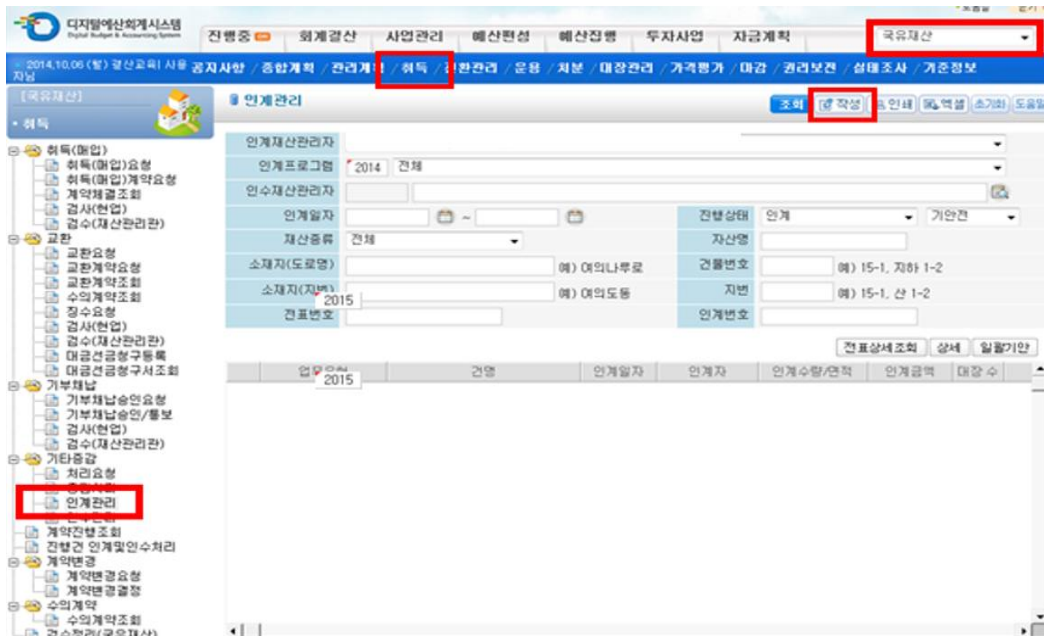 디지털예산회계시스템
Digital Budget & Accounting System
진행중 회계결산 사업관리 예산편성 예산집행 투자사업 자금계획 국유재산
2014.10.06 (월) 결산교육1 사용자님
공지사항 / 종합계획 / 관리계획 / 취득 / 전환관리 / 운용 / 처분 / 대장관리 / 가격평가 / 마감 / 권리보전 / 실태조사 / 기준정보
[국유재산]
• 취득
취득(매입)
취득(매입)요청
취득(매입)계약요청
계약체결조회
검사(현업)
검수(재산관리관)
교환
교환요청
교환계약요청
교환계약조회
수의계약조회
징수요청
검사(현업)
검수(재산관리관)
대금선금청구등록
대금선금청구서조회
기부채납
기부채납승인요청
기부채납승인/통보
검사(현업)
검수(재산관리관)
기타증감
처리요청
인계관리
계약진행조회
진행건 인계및인수처리
계약변경
계약변경요청
계약변경결정
수의계약
수의계약조회
검수정리(국유재산)
인계관리
조회 작성 인쇄 엑셀 초기화 도움말
인계재산관리자
인계프로그램 2014 전체
인수재산관리자
인계일자 ~ 진행상태 인계 기안전
재산종류 전체 자산명
소재지(도로명) 예) 여의나루로 건물번호 예) 15-1, 지하 1-2
소재지(지번) 2015 예) 여의도동 지번 예) 15-1, 산 1-2
전표번호 인계번호
전표상세조회 상세 일괄기안
업무유형 2015 건명 인계일자 인계자 인계수량/면적 인계금액 대장 수